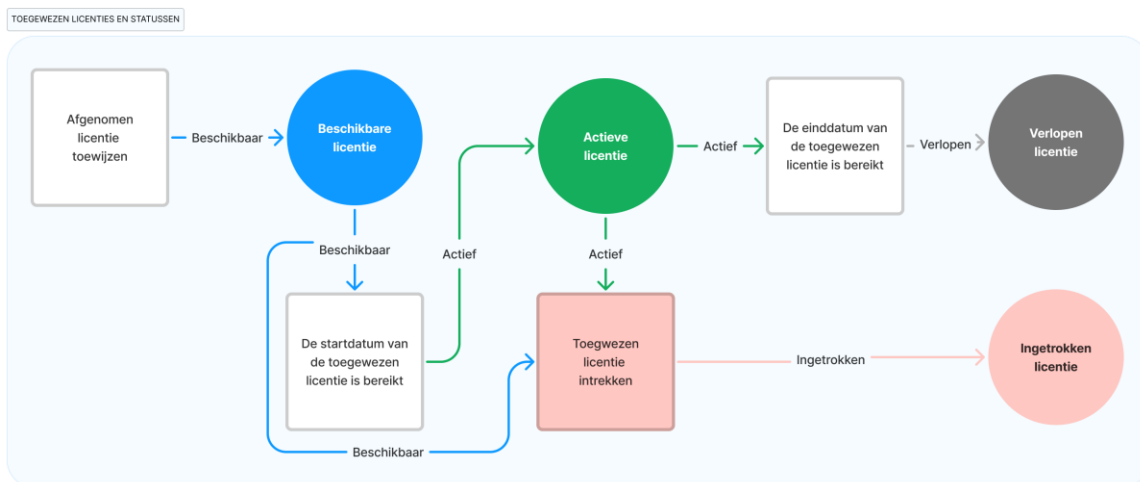 TOEGEWEZEN LICENTIES EN STATUSSEN
Afgenomen
licentie
toewijzen
Beschikbaar
Beschikbare
licentie
Actieve
licentie
Actief
De einddatum van
de toegewezen
licentie is bereikt
Verlopen
Verlopen
licentie
Beschikbaar
Actief
Actief
De startdatum van
de toegewezen
licentie is bereikt
Toegwezen
licentie
intrekken
Ingetrokken
Ingetrokken
licentie
Beschikbaar